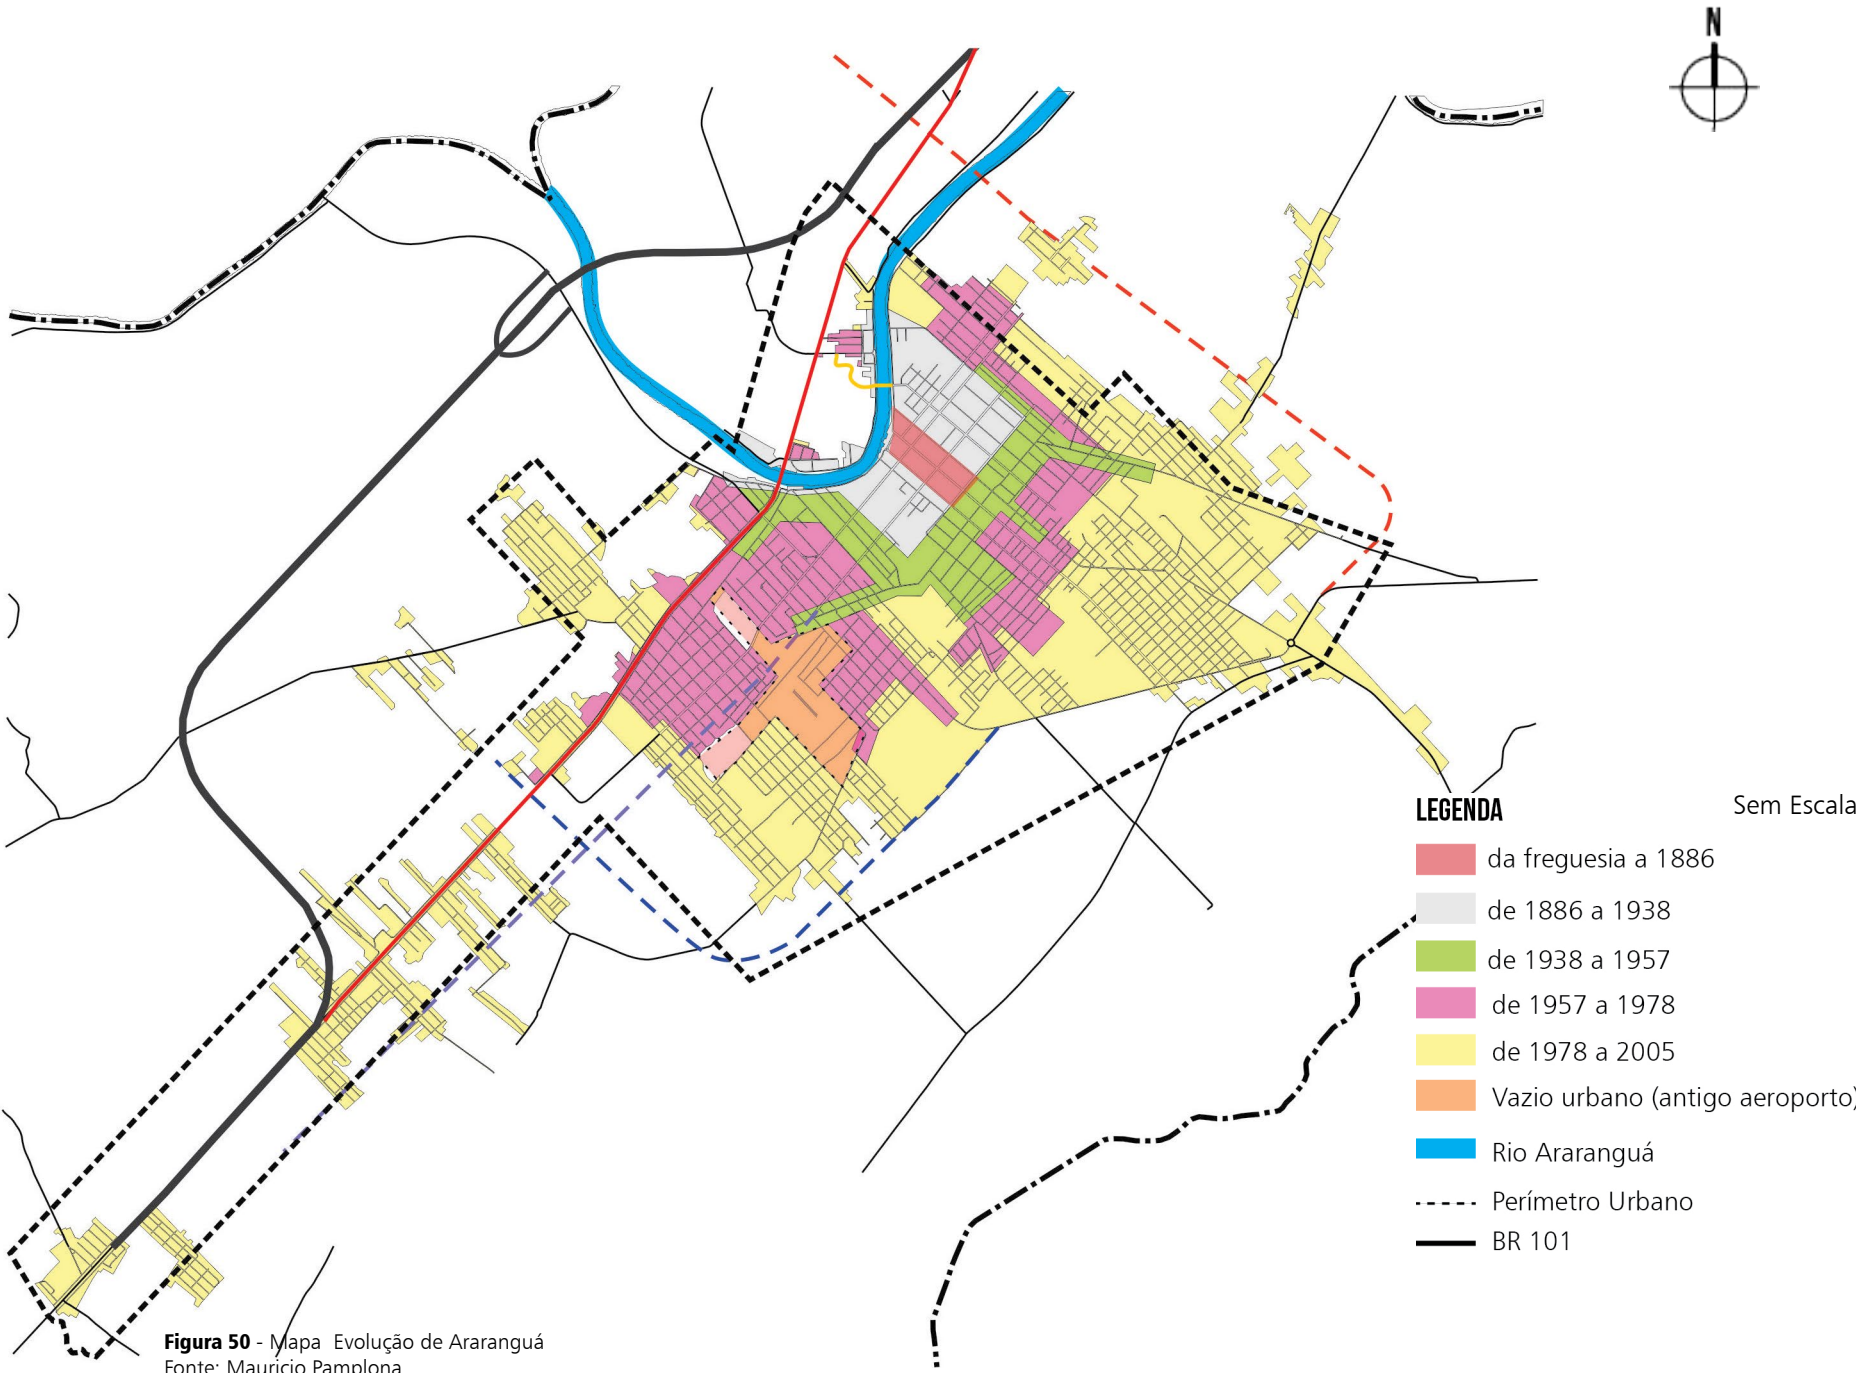 N
LEGENDA
Sem Escala
da freguesia a 1886
de 1886 a 1938
de 1938 a 1957
de 1957 a 1978
de 1978 a 2005
Vazio urbano (antigo aeroporto)
Rio Araranguá
Perímetro Urbano
BR 101
Figura 50 - Mapa Evolução de Araranguá
Fonte: Mauricio Pamplona